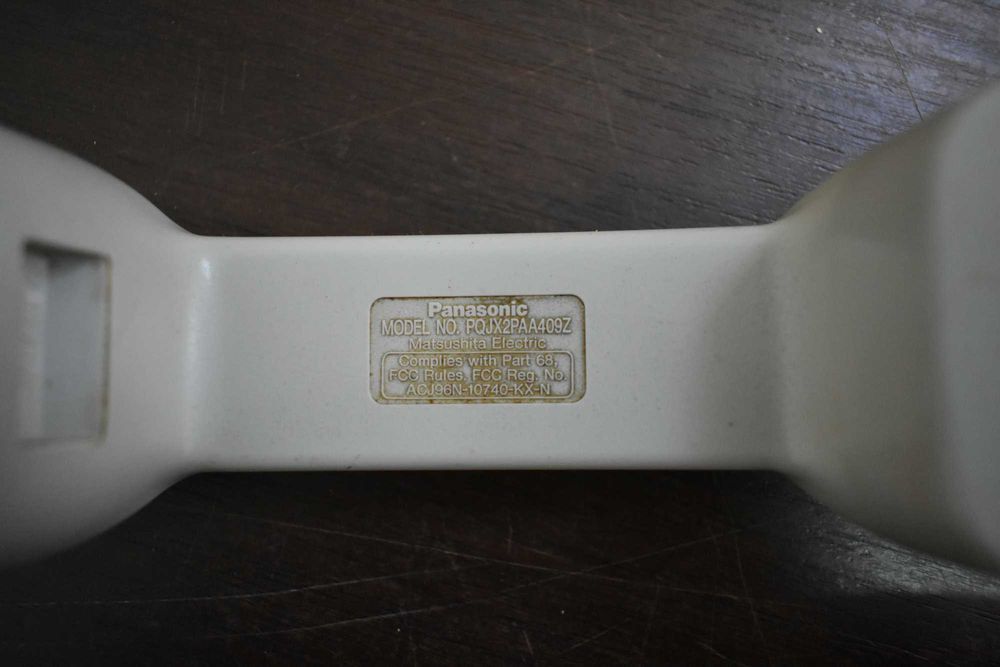 Panasonic
MODEL NO. PQJX2PAA409Z
Matsushita Electric
Complies with Part 68,
FCC Rules, FCC Reg. No.
ACJ96N-10740-KX-N